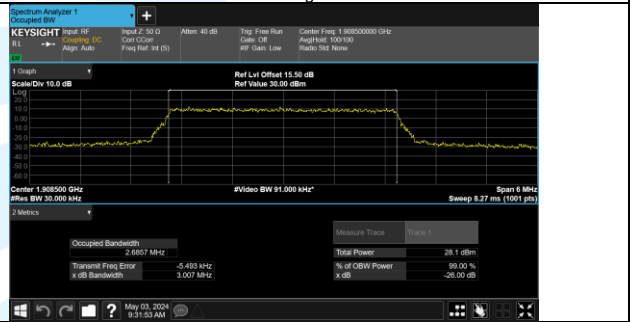 Spectrum Analyzer 1
Occupied BW
KEYSIGHT Input: RF Input Z: 50 Ω Atten: 40 dB Trig: Free Run Center Freq: 1.908500000 GHz
RL Coupling: DC Corr CCorr Gate: Off Avg|Hold: 100/100
Align: Auto Freq Ref: Int (S) #IF Gain: Low Radio Std: None
1 Graph
Ref Lvl Offset 15.50 dB
Scale/Div 10.0 dB Ref Value 30.00 dBm
Log
20.0
10.0
0.00
-10.0
-20.0
-30.0
-40.0
-50.0
-60.0
Center 1.908500 GHz #Video BW 91.000 kHz* Span 6 MHz
#Res BW 30.000 kHz Sweep 8.27 ms (1001 pts)
2 Metrics
Measure Trace Trace 1
Occupied Bandwidth
2.6857 MHz Total Power 28.1 dBm
Transmit Freq Error -5.493 kHz % of OBW Power 99.00 %
x dB Bandwidth 3.007 MHz x dB -26.00 dB
? May 03, 2024
9:31:53 AM